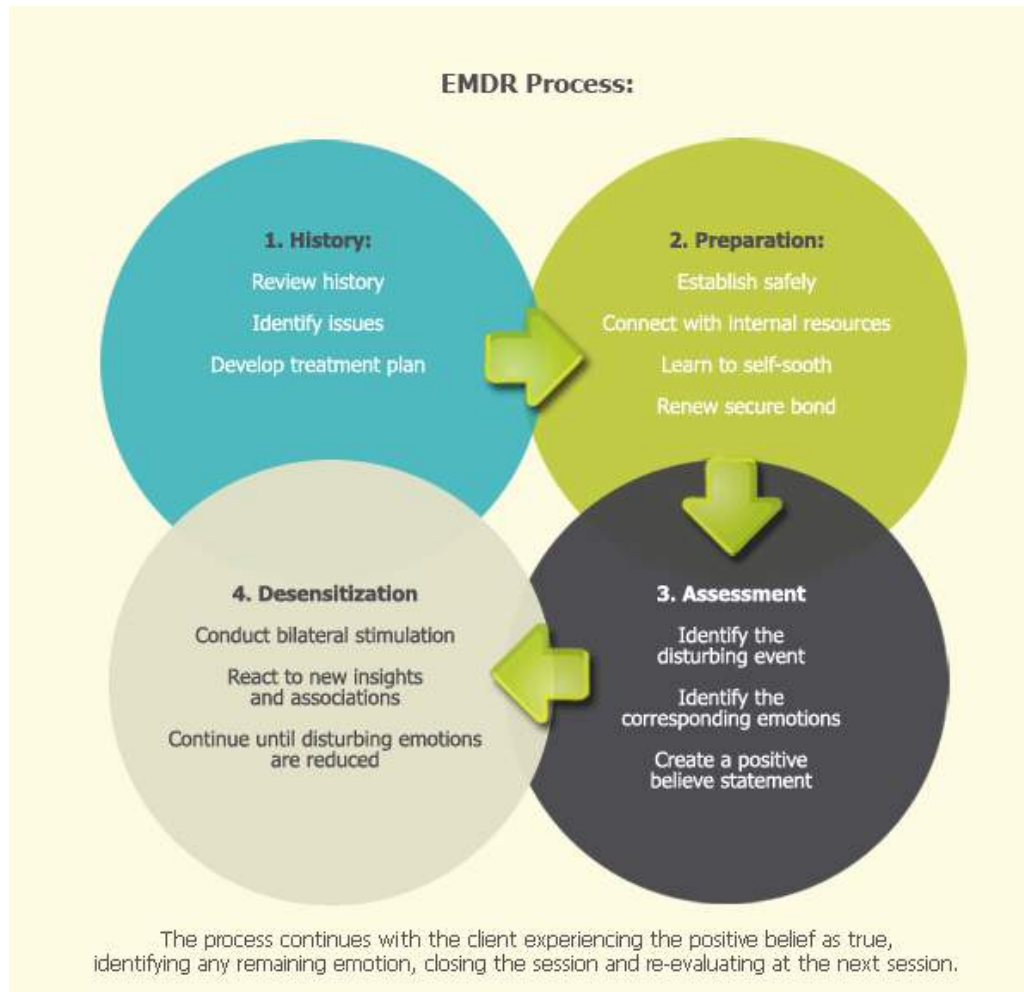 EMDR Process:
1. History:
Review history
Identify issues
Develop treatment plan
2. Preparation:
Establish safely
Connect with internal resources
Learn to self-sooth
Renew secure bond
3. Assessment
Identify the
disturbing event
Identify the
corresponding emotions
Create a positive
believe statement
4. Desensitization
Conduct bilateral stimulation
React to new insights
and associations
Continue until disturbing emotions
are reduced
The process continues with the client experiencing the positive belief as true,
identifying any remaining emotion, closing the session and re-evaluating at the next session.